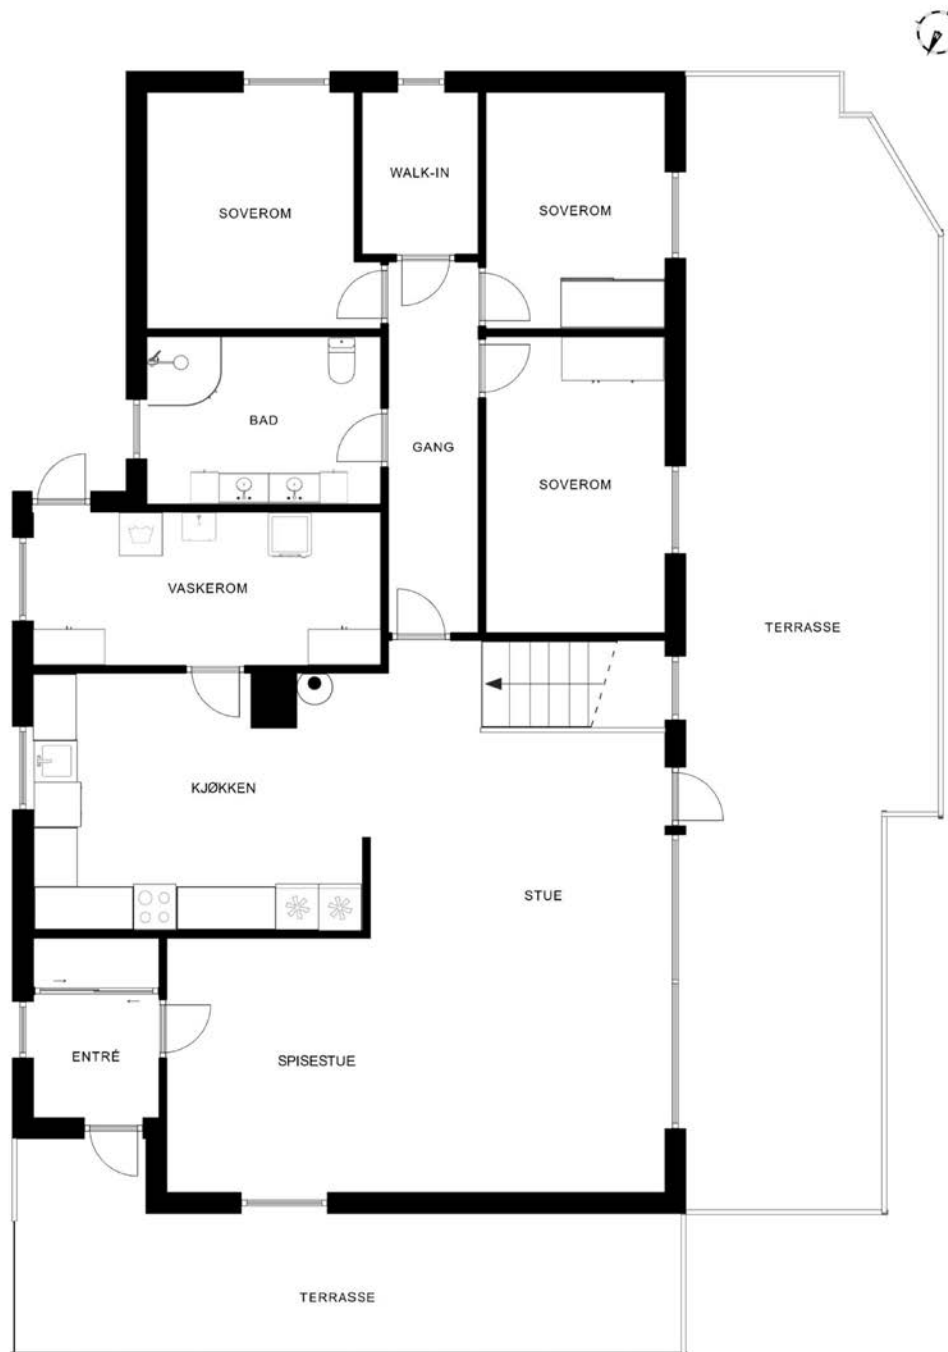 WALK-IN
SOVEROM
SOVEROM
BAD
GANG
SOVEROM
VASKEROM
TERRASSE
KJØKKEN
STUE
ENTRÉ
SPISESTUE
TERRASSE